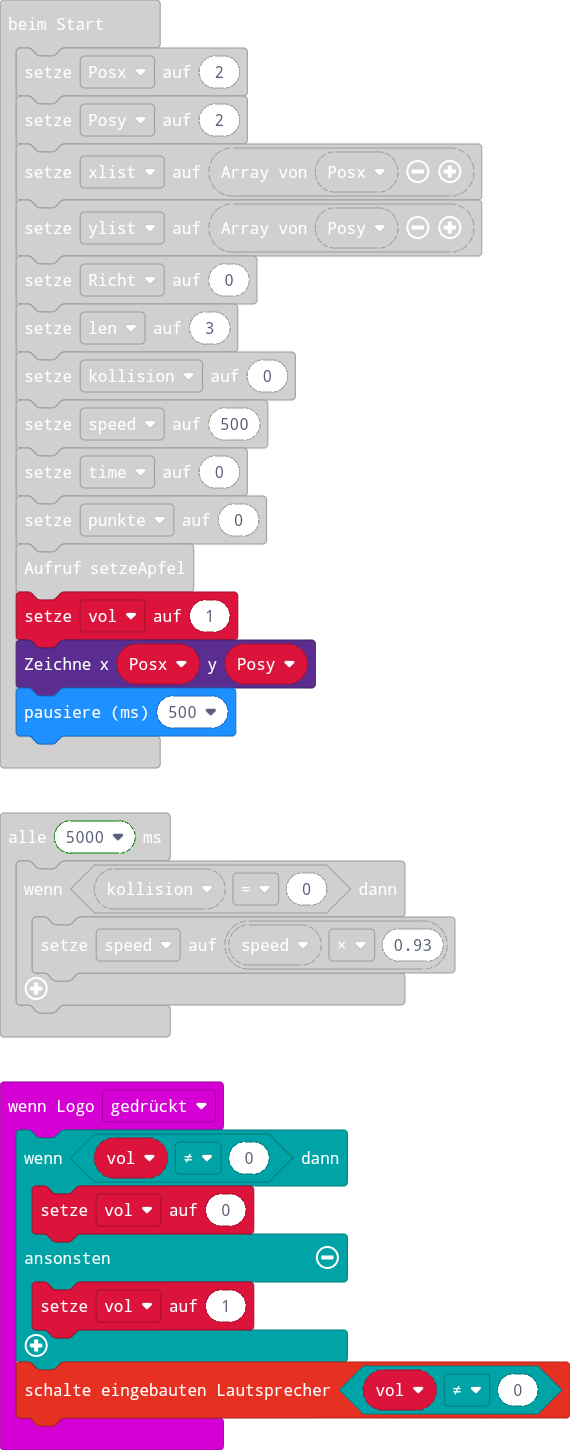 beim Start
setze Posx auf 2
setze Posy auf 2
setze xlist auf Array von Posx
setze ylist auf Array von Posy
setze Richt auf 0
setze len auf 3
setze kollision auf 0
setze speed auf 500
setze time auf 0
setze punkte auf 0
Aufruf setzeApfel
setze vol auf 1
Zeichne x Posx y Posy
pausiere (ms) 500
alle 5000 ms
wenn kollision = 0 dann
setze speed auf speed × 0.93
wenn Logo gedrückt
wenn vol ≠ 0 dann
setze vol auf 0
ansonsten
setze vol auf 1
schalte eingebauten Lautsprecher vol ≠ 0